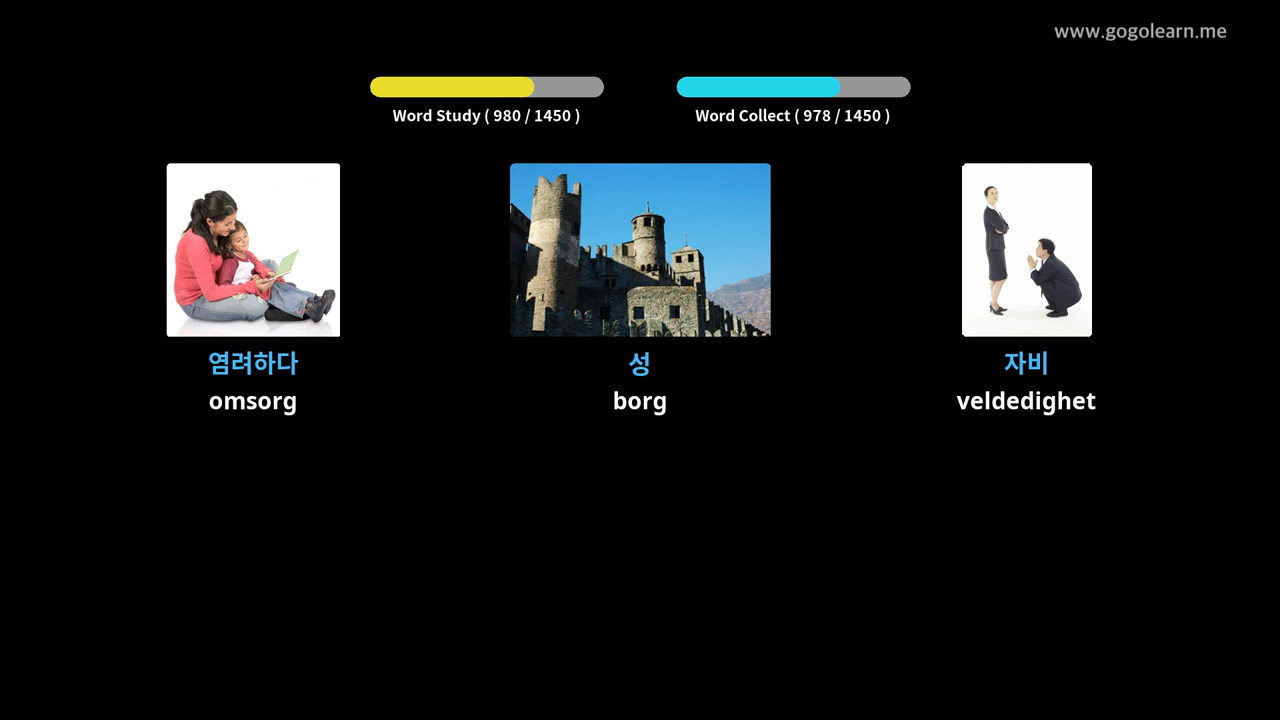 www.gogolearn.me
Word Study ( 980 / 1450 )
Word Collect ( 978 / 1450 )
염려하다
omsorg
성
borg
자비
veldedighet